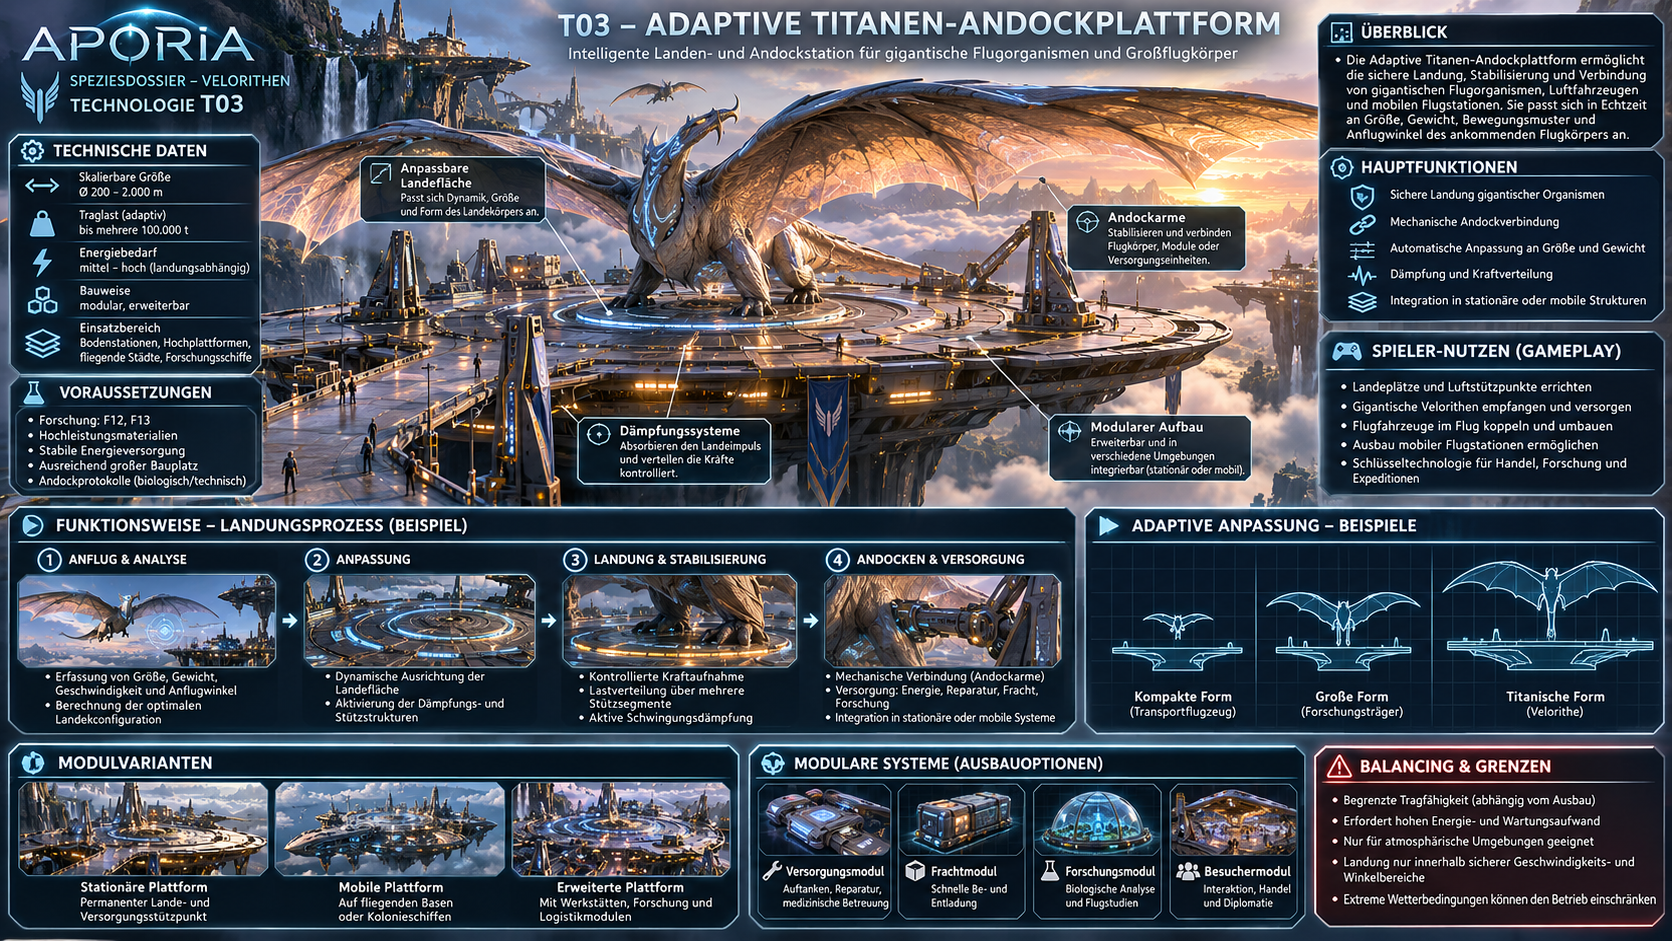 APORIA
SPEZIESDOSSIER – VELORITHEN
TECHNOLOGIE T03
T03 – ADAPTIVE TITANEN-ANDOCKPLATTFORM
Intelligente Landen- und Andockstation für gigantische Flugorganismen und Großflugkörper
TECHNISCHE DATEN
Skalierbare Größe
Ø 200 – 2.000 m
Traglast (adaptiv)
bis mehrere 100.000 t
Energiebedarf
mittel – hoch (landungsabhängig)
Bauweise
modular, erweiterbar
Einsatzbereich
Bodenstationen, Hochplattformen,
fliegende Städte, Forschungsschiffe
VORAUSSETZUNGEN
• Forschung: F12, F13
• Hochleistungsmaterialien
• Stabile Energieversorgung
• Ausreichend großer Bauplatz
• Andockprotokolle (biologisch/technisch)
Anpassbare
Landefläche
Passt sich Dynamik, Größe
und Form des Landekörpers an.
Andockarme
Stabilisieren und verbinden
Flugkörper, Module oder
Versorgungseinheiten.
Dämpfungssysteme
Absorbieren den Landeimpuls
und verteilen die Kräfte
kontrolliert.
Modularer Aufbau
Erweiterbar und in
verschiedene Umgebungen
integrierbar (stationär oder mobil).
ÜBERBLICK
• Die Adaptive Titanen-Andockplattform ermöglicht
die sichere Landung, Stabilisierung und Verbindung
von gigantischen Flugorganismen, Luftfahrzeugen
und mobilen Flugstationen. Sie passt sich in Echtzeit
an Größe, Gewicht, Bewegungsmuster und
Anflugwinkel des ankommenden Flugkörpers an.
HAUPTFUNKTIONEN
Sichere Landung gigantischer Organismen
Mechanische Andockverbindung
Automatische Anpassung an Größe und Gewicht
Dämpfung und Kraftverteilung
Integration in stationäre oder mobile Strukturen
SPIELER-NUTZEN (GAMEPLAY)
• Landeplätze und Luftstützpunkte errichten
• Gigantische Velorithen empfangen und versorgen
• Flugfahrzeuge im Flug koppeln und umbauen
• Ausbau mobiler Flugstationen ermöglichen
• Schlüsseltechnologie für Handel, Forschung und
Expeditionen
FUNKTIONSWEISE – LANDUNGSPROZESS (BEISPIEL)
1 ANFLUG & ANALYSE
• Erfassung von Größe, Gewicht,
Geschwindigkeit und Anflugwinkel
• Berechnung der optimalen
Landekonfiguration
2 ANPASSUNG
• Dynamische Ausrichtung der
Landefläche
• Aktivierung der Dämpfungs- und
Stützstrukturen
3 LANDUNG & STABILISIERUNG
• Kontrollierte Kraftaufnahme
• Lastverteilung über mehrere
Stützsegmente
• Aktive Schwingungsdämpfung
4 ANDOCKEN & VERSORGUNG
• Mechanische Verbindung (Andockarme)
• Versorgung: Energie, Reparatur, Fracht,
Forschung
• Integration in stationäre oder mobile Systeme
ADAPTIVE ANPASSUNG – BEISPIELE
Kompakte Form
(Transportflugzeug)
Große Form
(Forschungsträger)
Titanische Form
(Velorithe)
MODULVARIANTEN
Stationäre Plattform
Permanenter Lande- und
Versorgungsstützpunkt
Mobile Plattform
Auf fliegenden Basen
oder Kolonieschiffen
Erweiterte Plattform
Mit Werkstätten, Forschung und
Logistikmodulen
MODULARE SYSTEME (AUSBAUOPTIONEN)
Versorgungsmodul
Auftanken, Reparatur,
medizinische Betreuung
Frachtmodul
Schnelle Be- und
Entladung
Forschungsmodul
Biologische Analyse
und Flugstudien
Besuchermodul
Interaktion, Handel
und Diplomatie
BALANCING & GRENZEN
• Begrenzte Tragfähigkeit (abhängig vom Ausbau)
• Erfordert hohen Energie- und Wartungsaufwand
• Nur für atmosphärische Umgebungen geeignet
• Landung nur innerhalb sicherer Geschwindigkeits- und
Winkelbereiche
• Extreme Wetterbedingungen können den Betrieb einschränken